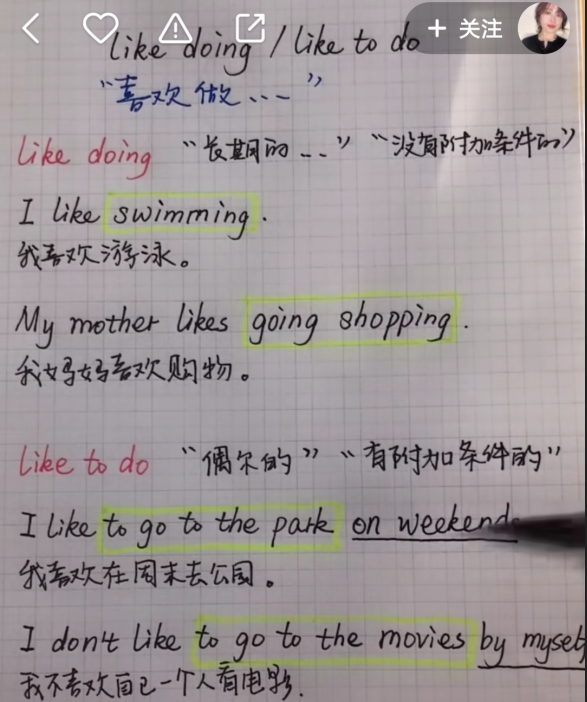 + 关注
like doing / like to do
“喜欢做...”
like doing “长期的...” “没有附加条件的”
I like swimming.
我喜欢游泳。
My mother likes going shopping.
我妈妈喜欢购物。
like to do “偶尔的” “有附加条件的”
I like to go to the park on weekends
我喜欢在周末去公园。
I don't like to go to the movies by myself
我不喜欢自己一个人看电影.